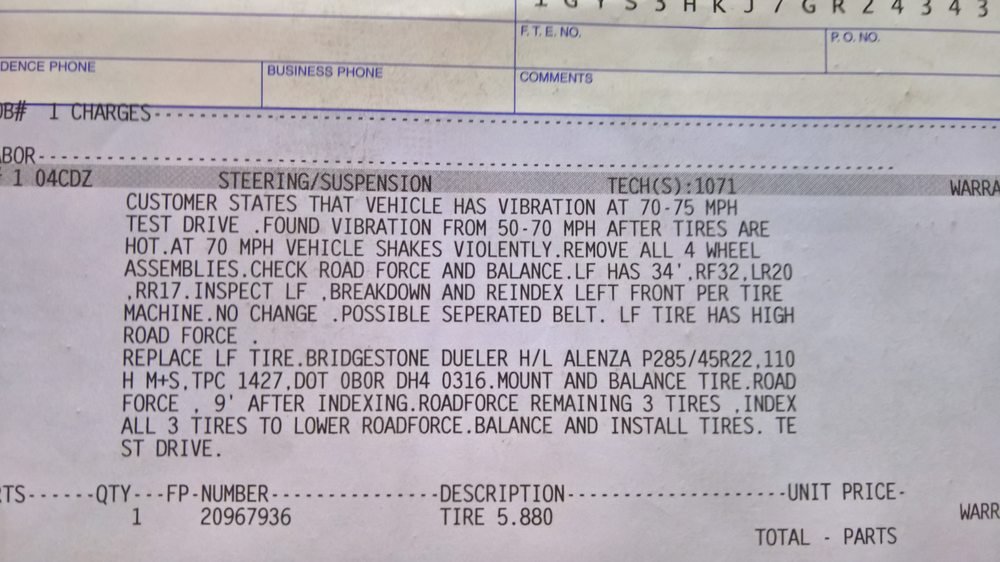 1 G Y S 3 H K J 7 G R 2 4 3 4 3
F. T. E. NO.
P. O. NO.
DENCE PHONE
BUSINESS PHONE
COMMENTS
OB# 1 CHARGES
ABOR
1 04CDZ STEERING/SUSPENSION TECH(S):1071 WARRA
CUSTOMER STATES THAT VEHICLE HAS VIBRATION AT 70-75 MPH
TEST DRIVE .FOUND VIBRATION FROM 50-70 MPH AFTER TIRES ARE
HOT.AT 70 MPH VEHICLE SHAKES VIOLENTLY.REMOVE ALL 4 WHEEL
ASSEMBLIES.CHECK ROAD FORCE AND BALANCE.LF HAS 34'.RF32,LR20
,RR17.INSPECT LF .BREAKDOWN AND REINDEX LEFT FRONT PER TIRE
MACHINE.NO CHANGE .POSSIBLE SEPERATED BELT. LF TIRE HAS HIGH
ROAD FORCE .
REPLACE LF TIRE.BRIDGESTONE DUELER H/L ALENZA P285/45R22,110
H M+S,TPC 1427,DOT 0B0R DH4 0316.MOUNT AND BALANCE TIRE.ROAD
FORCE , 9' AFTER INDEXING.ROADFORCE REMAINING 3 TIRES .INDEX
ALL 3 TIRES TO LOWER ROADFORCE.BALANCE AND INSTALL TIRES. TE
ST DRIVE.
RTS------QTY---FP-NUMBER---------------DESCRIPTION--------------------UNIT PRICE-
1 20967936 TIRE 5.880 WARR
TOTAL - PARTS